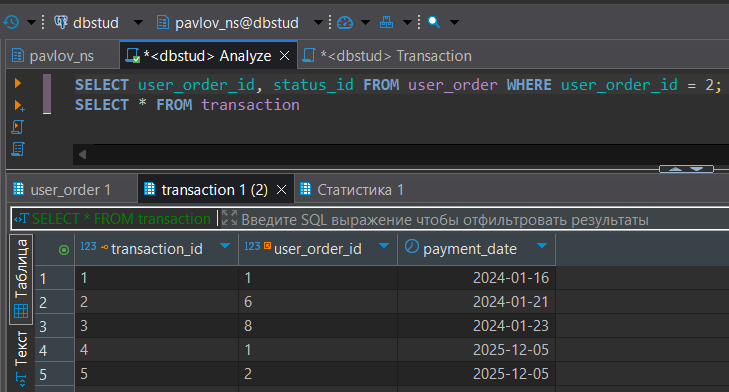 dbstud pavlov_ns@dbstud
pavlov_ns *<dbstud> Analyze *<dbstud> Transaction
SELECT user_order_id, status_id FROM user_order WHERE user_order_id = 2;
SELECT * FROM transaction
user_order 1 transaction 1 (2) Статистика 1
SELECT * FROM transaction Введите SQL выражение чтобы отфильтровать результаты
Таблица
Текст
123 transaction_id 123 user_order_id payment_date
1 1 1 2024-01-16
2 2 6 2024-01-21
3 3 8 2024-01-23
4 4 1 2025-12-05
5 5 2 2025-12-05